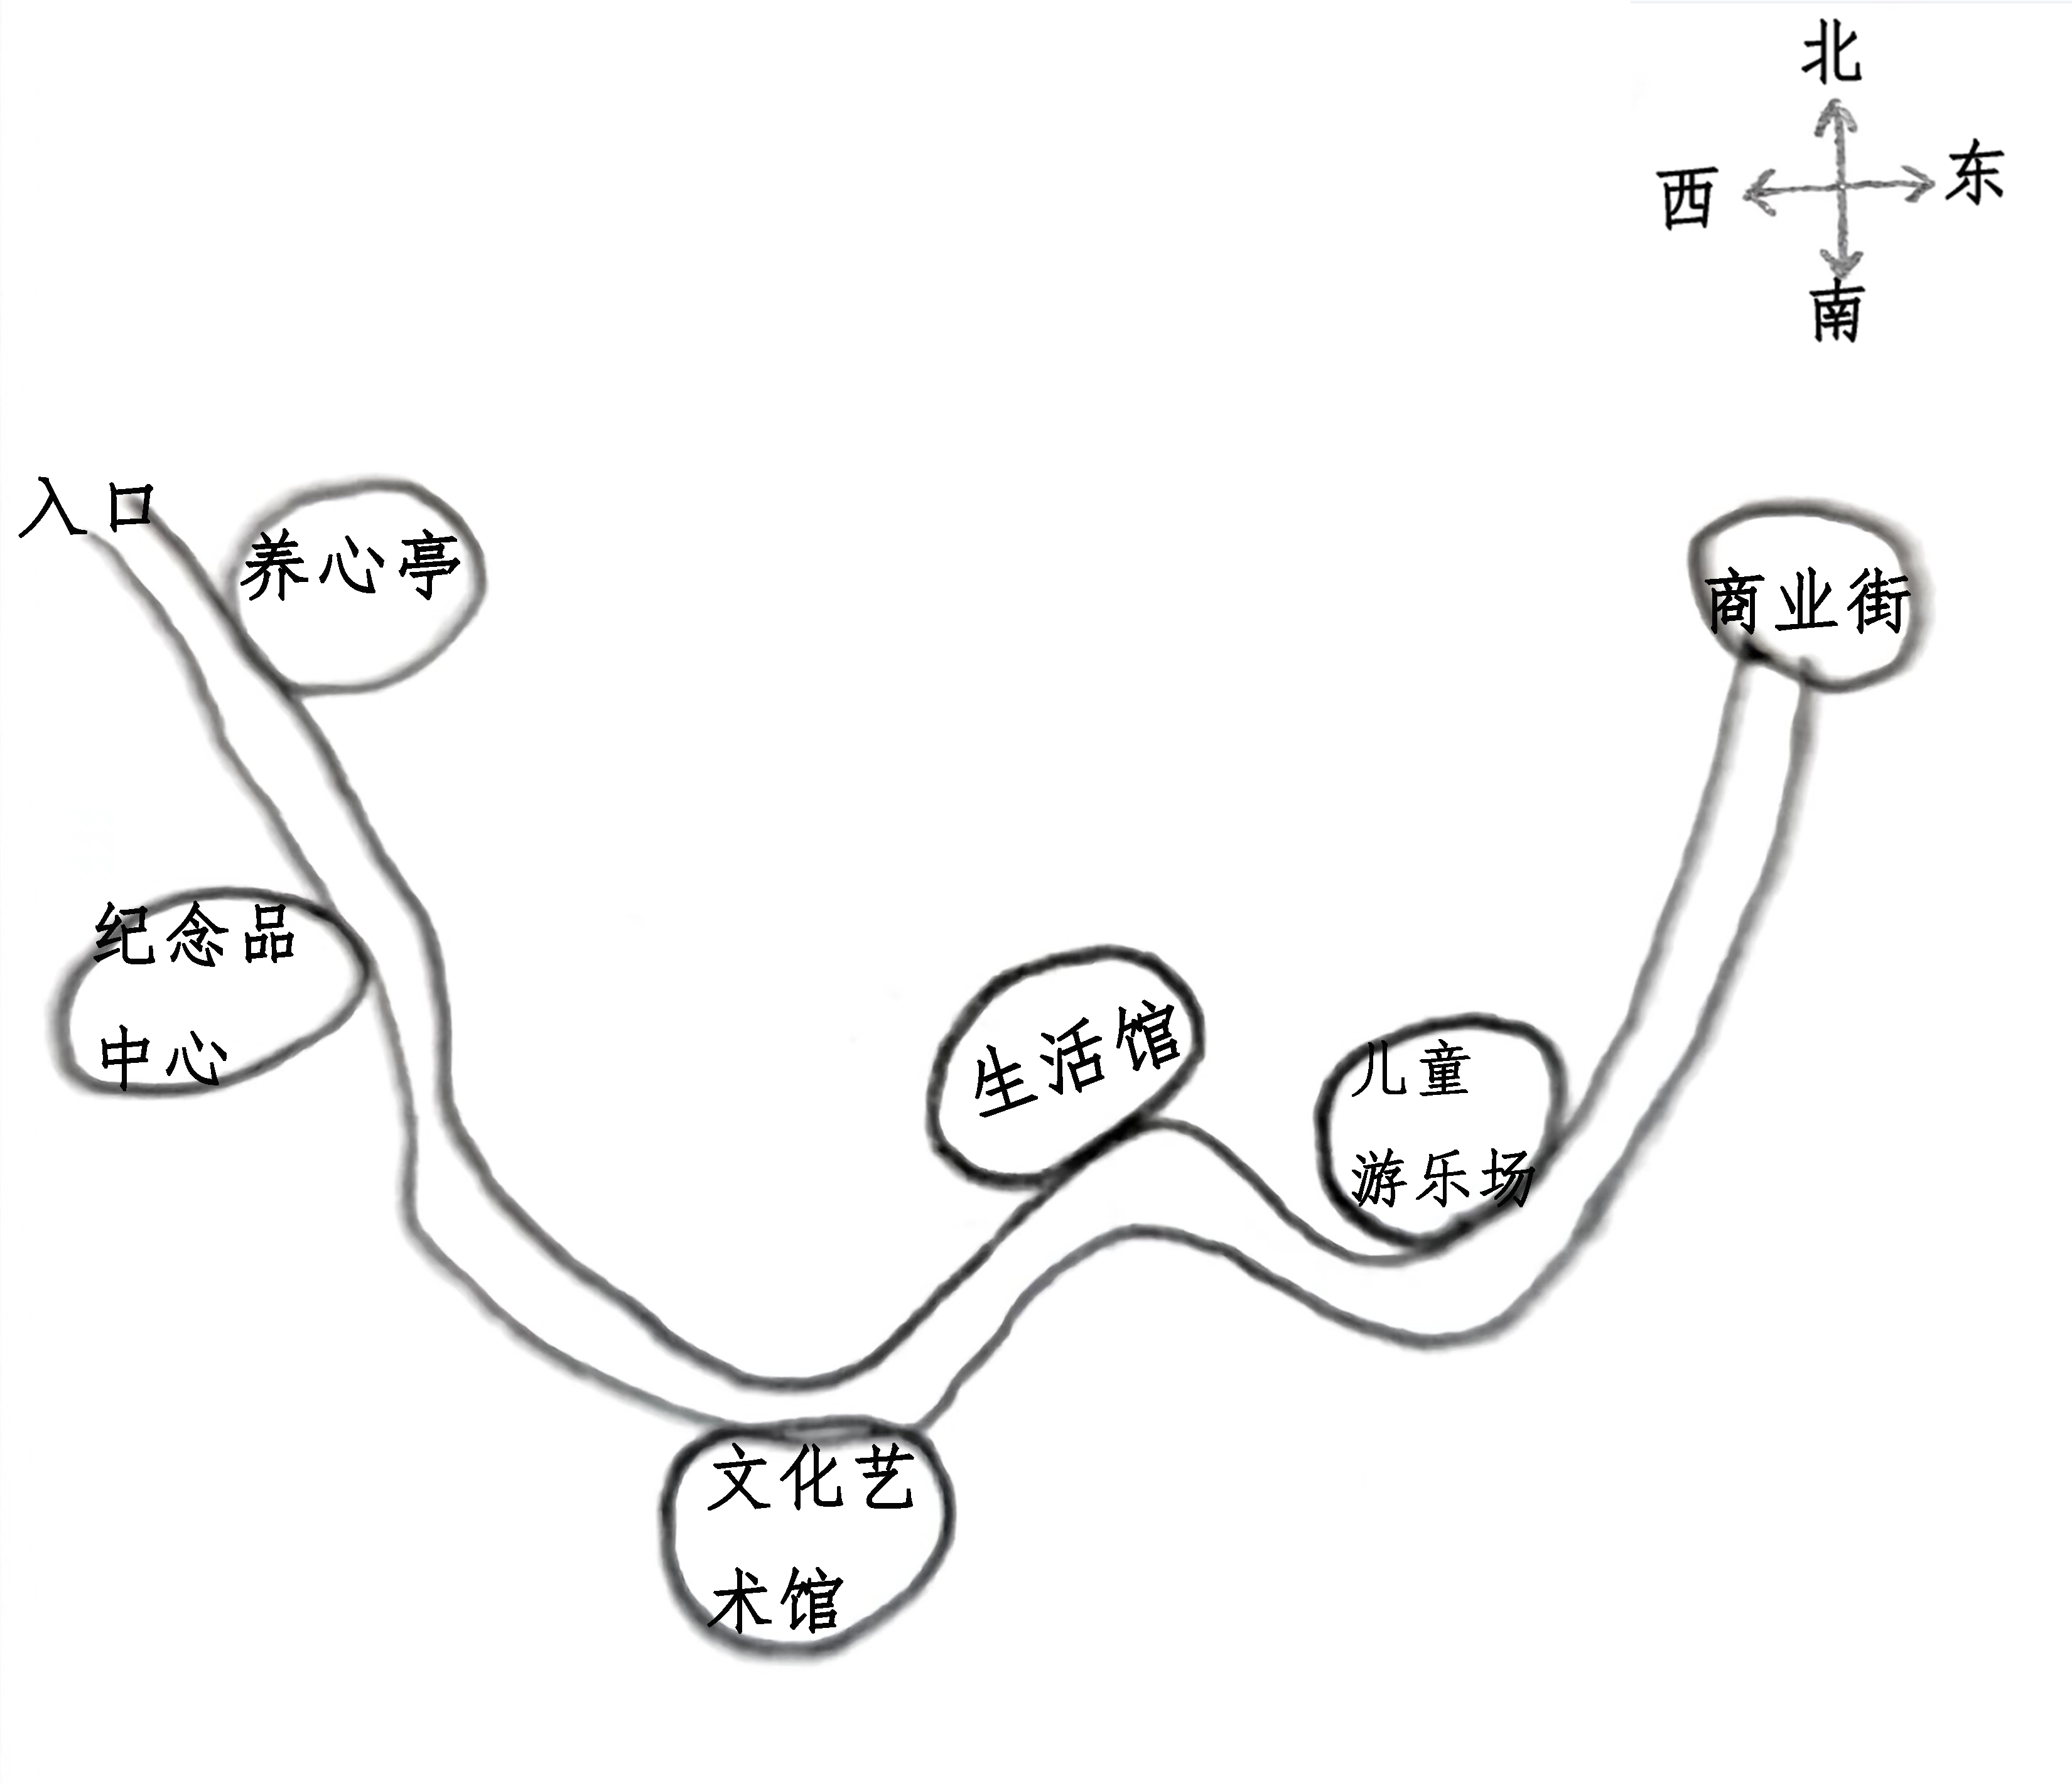 北
西
东
南
入口
养心亭
商业街
纪念品
中心
生活馆
儿童
游乐场
文化艺
术馆